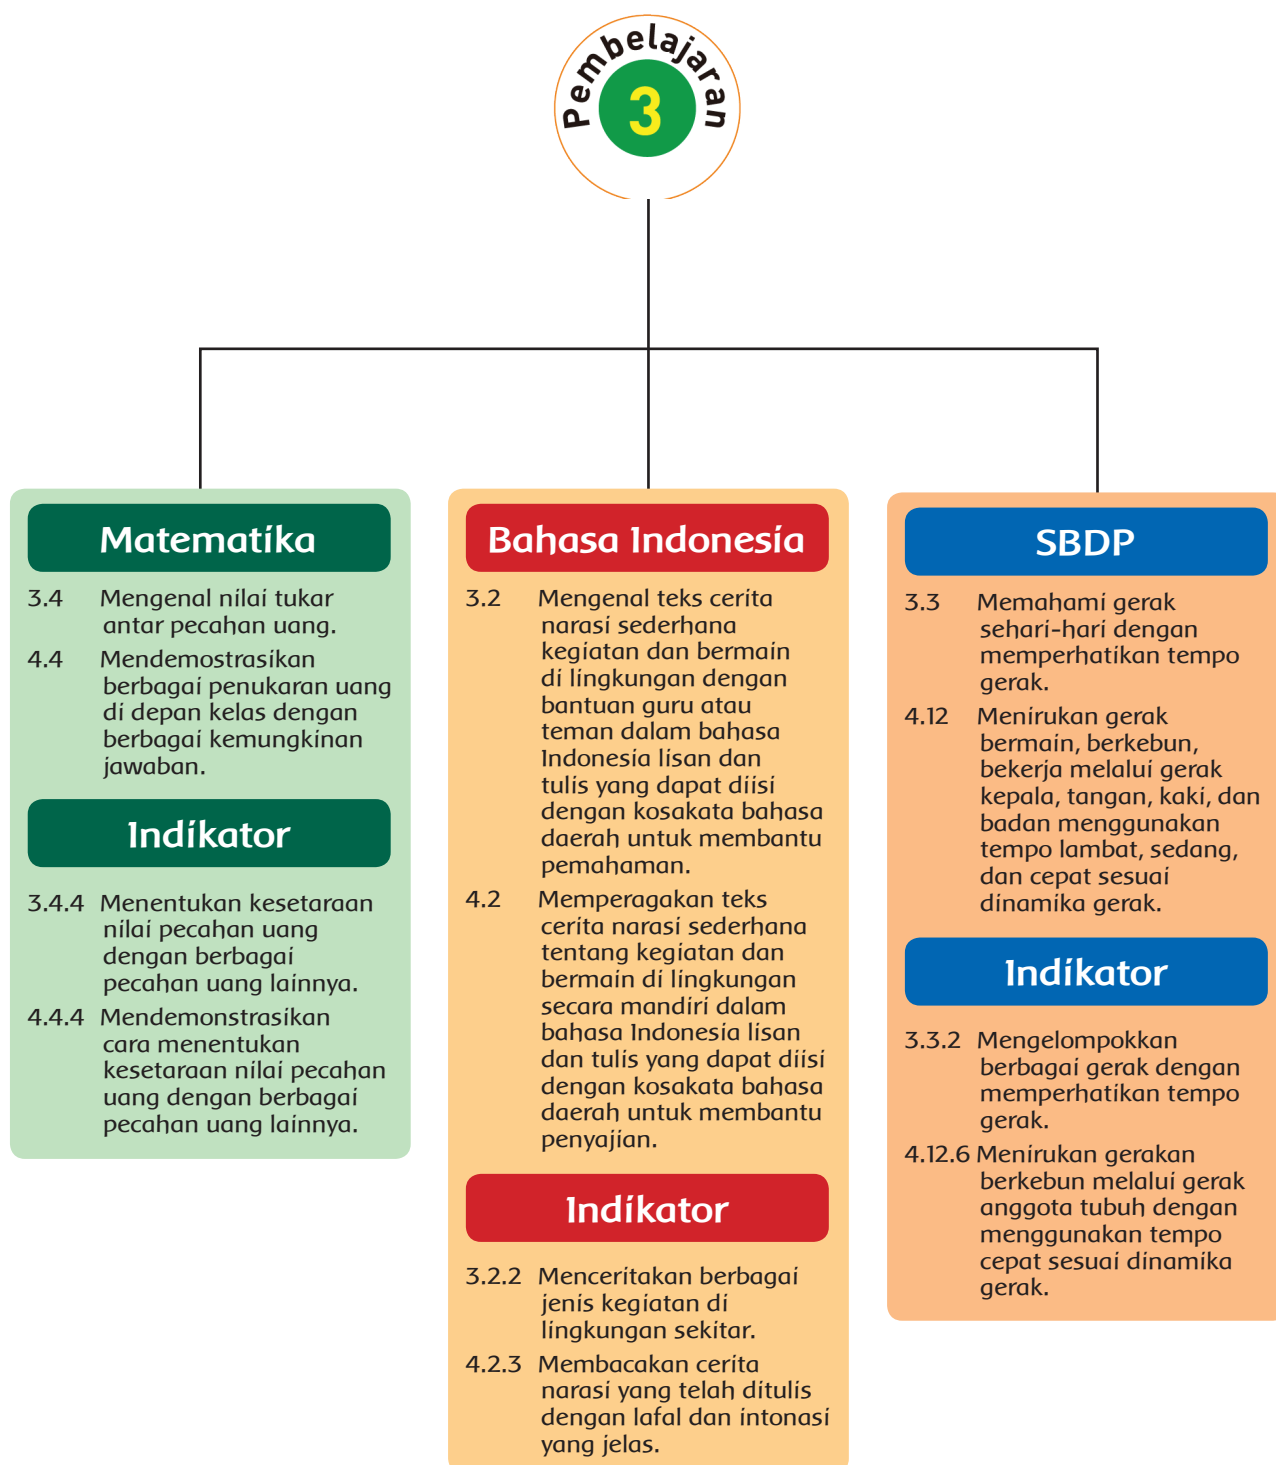 Pembelajaran
3
Matematika
3.4 Mengenal nilai tukar
antar pecahan uang.
4.4 Mendemostrasikan
berbagai penukaran uang
di depan kelas dengan
berbagai kemungkinan
jawaban.
Indikator
3.4.4 Menentukan kesetaraan
nilai pecahan uang
dengan berbagai
pecahan uang lainnya.
4.4.4 Mendemonstrasikan
cara menentukan
kesetaraan nilai pecahan
uang dengan berbagai
pecahan uang lainnya.
Bahasa Indonesia
3.2 Mengenal teks cerita
narasi sederhana
kegiatan dan bermain
di lingkungan dengan
bantuan guru atau
teman dalam bahasa
Indonesia lisan dan
tulis yang dapat diisi
dengan kosakata bahasa
daerah untuk membantu
pemahaman.
4.2 Memperagakan teks
cerita narasi sederhana
tentang kegiatan dan
bermain di lingkungan
secara mandiri dalam
bahasa Indonesia lisan
dan tulis yang dapat diisi
dengan kosakata bahasa
daerah untuk membantu
penyajian.
Indikator
3.2.2 Menceritakan berbagai
jenis kegiatan di
lingkungan sekitar.
4.2.3 Membacakan cerita
narasi yang telah ditulis
dengan lafal dan intonasi
yang jelas.
SBDP
3.3 Memahami gerak
sehari-hari dengan
memperhatikan tempo
gerak.
4.12 Menirukan gerak
bermain, berkebun,
bekerja melalui gerak
kepala, tangan, kaki, dan
badan menggunakan
tempo lambat, sedang,
dan cepat sesuai
dinamika gerak.
Indikator
3.3.2 Mengelompokkan
berbagai gerak dengan
memperhatikan tempo
gerak.
4.12.6 Menirukan gerakan
berkebun melalui gerak
anggota tubuh dengan
menggunakan tempo
cepat sesuai dinamika
gerak.